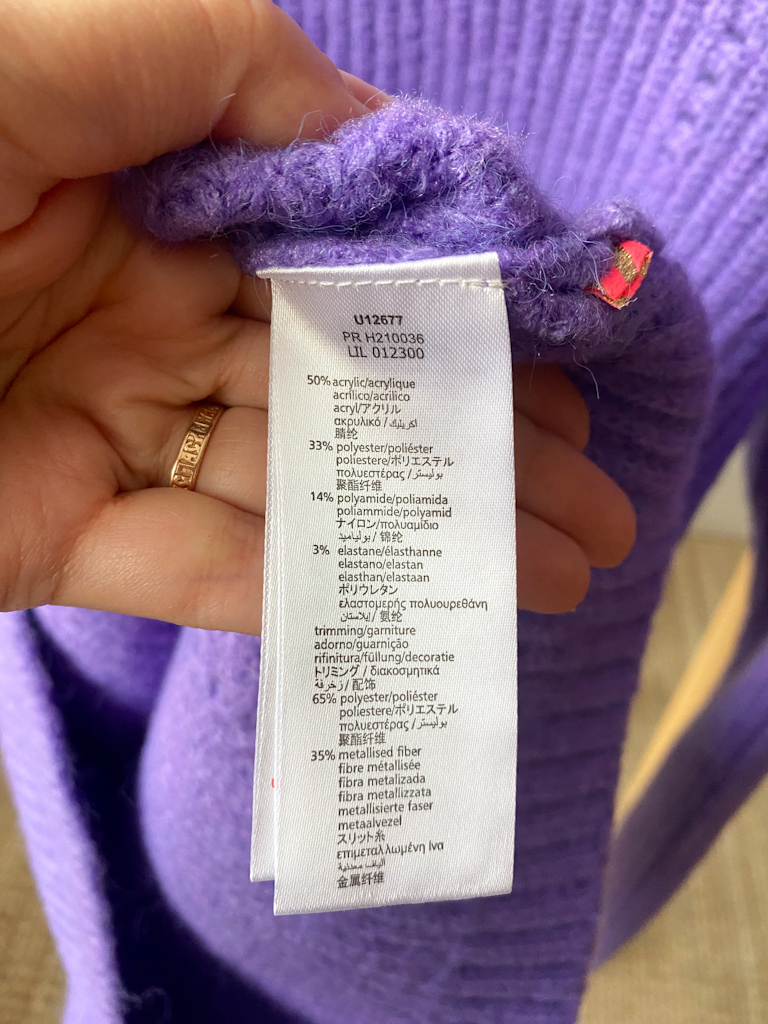 U12677
PR H210036
LIL 012300
50% acrylic/acrylique
acrílico/acrilico
acryl/アクリル
ακρυλικό / أكريليك
腈纶
33% polyester/poliéster
poliestere/ポリエステル
πολυεστέρας / بوليستر
聚酯纤维
14% polyamide/poliamida
poliammide/polyamid
ナイロン/πολυαμίδιο
بولياميد / 锦纶
3% elastane/élasthanne
elastano/elastan
elasthan/elastaan
ポリウレタン
ελαστομερής πολυουρεθάνη
إيلاستان / 氨纶
trimming/garniture
adorno/guarnição
rifinitura/füllung/decoratie
トリミング / διακοσμητικά
زخرفة / 配饰
65% polyester/poliéster
poliestere/ポリエステル
πολυεστέρας / بوليستر
聚酯纤维
35% metallised fiber
fibre métallisée
fibra metalizada
fibra metallizzata
metallisierte faser
metaalvezel
スリット糸
επιμεταλλωμένη ίνα
ألياف معدنية
金属纤维